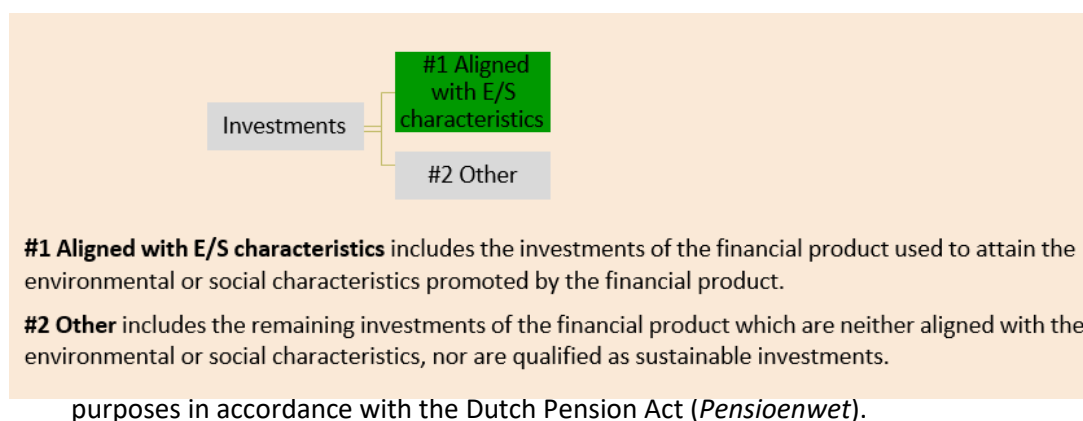 #1 Aligned
with E/S
characteristics
Investments
#2 Other
#1 Aligned with E/S characteristics includes the investments of the financial product used to attain the
environmental or social characteristics promoted by the financial product.
#2 Other includes the remaining investments of the financial product which are neither aligned with the
environmental or social characteristics, nor are qualified as sustainable investments.
purposes in accordance with the Dutch Pension Act (Pensioenwet).